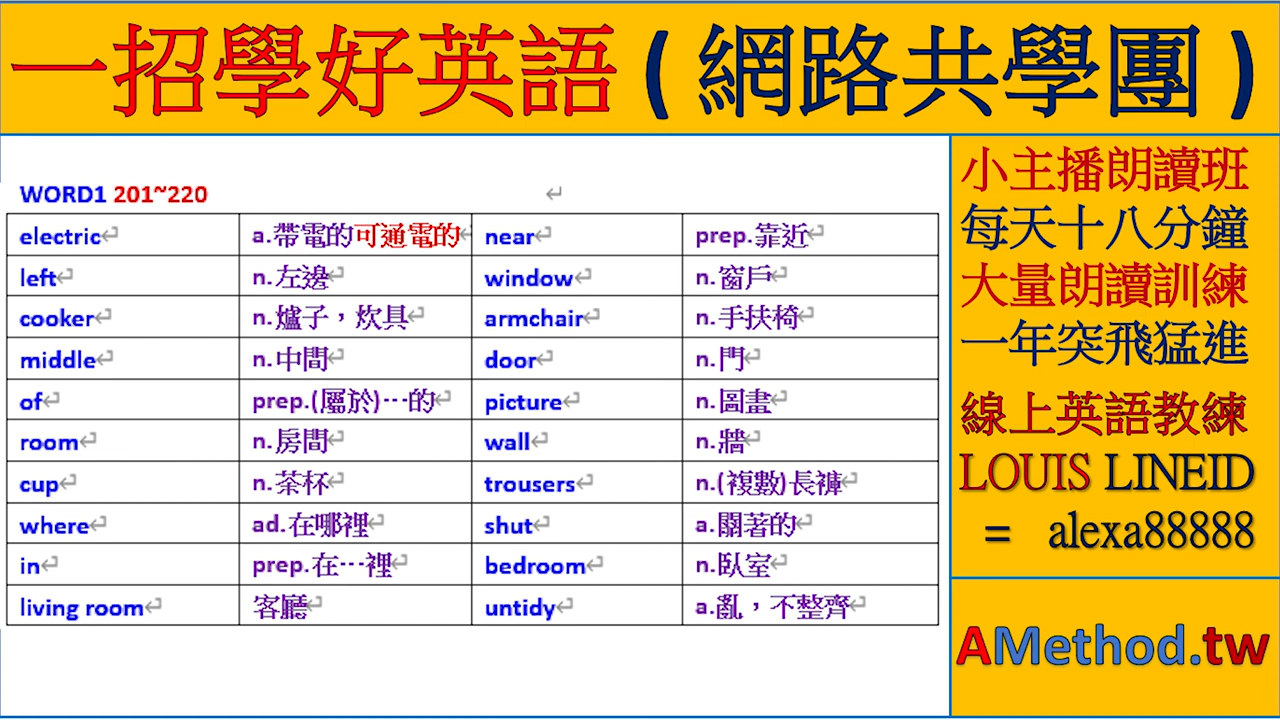 一招學好英語 ( 網路共學團 )
WORD1 201~220
electric a.帶電的可通電的 near prep.靠近
left n.左邊 window n.窗戶
cooker n.爐子，炊具 armchair n.手扶椅
middle n.中間 door n.門
of prep.(屬於)…的 picture n.圖畫
room n.房間 wall n.牆
cup n.茶杯 trousers n.(複數)長褲
where ad.在哪裡 shut a.關著的
in prep.在…裡 bedroom n.臥室
living room 客廳 untidy a.亂，不整齊
小主播朗讀班
每天十八分鐘
大量朗讀訓練
一年突飛猛進
線上英語教練
LOUIS LINEID
= alexa88888
AMethod.tw